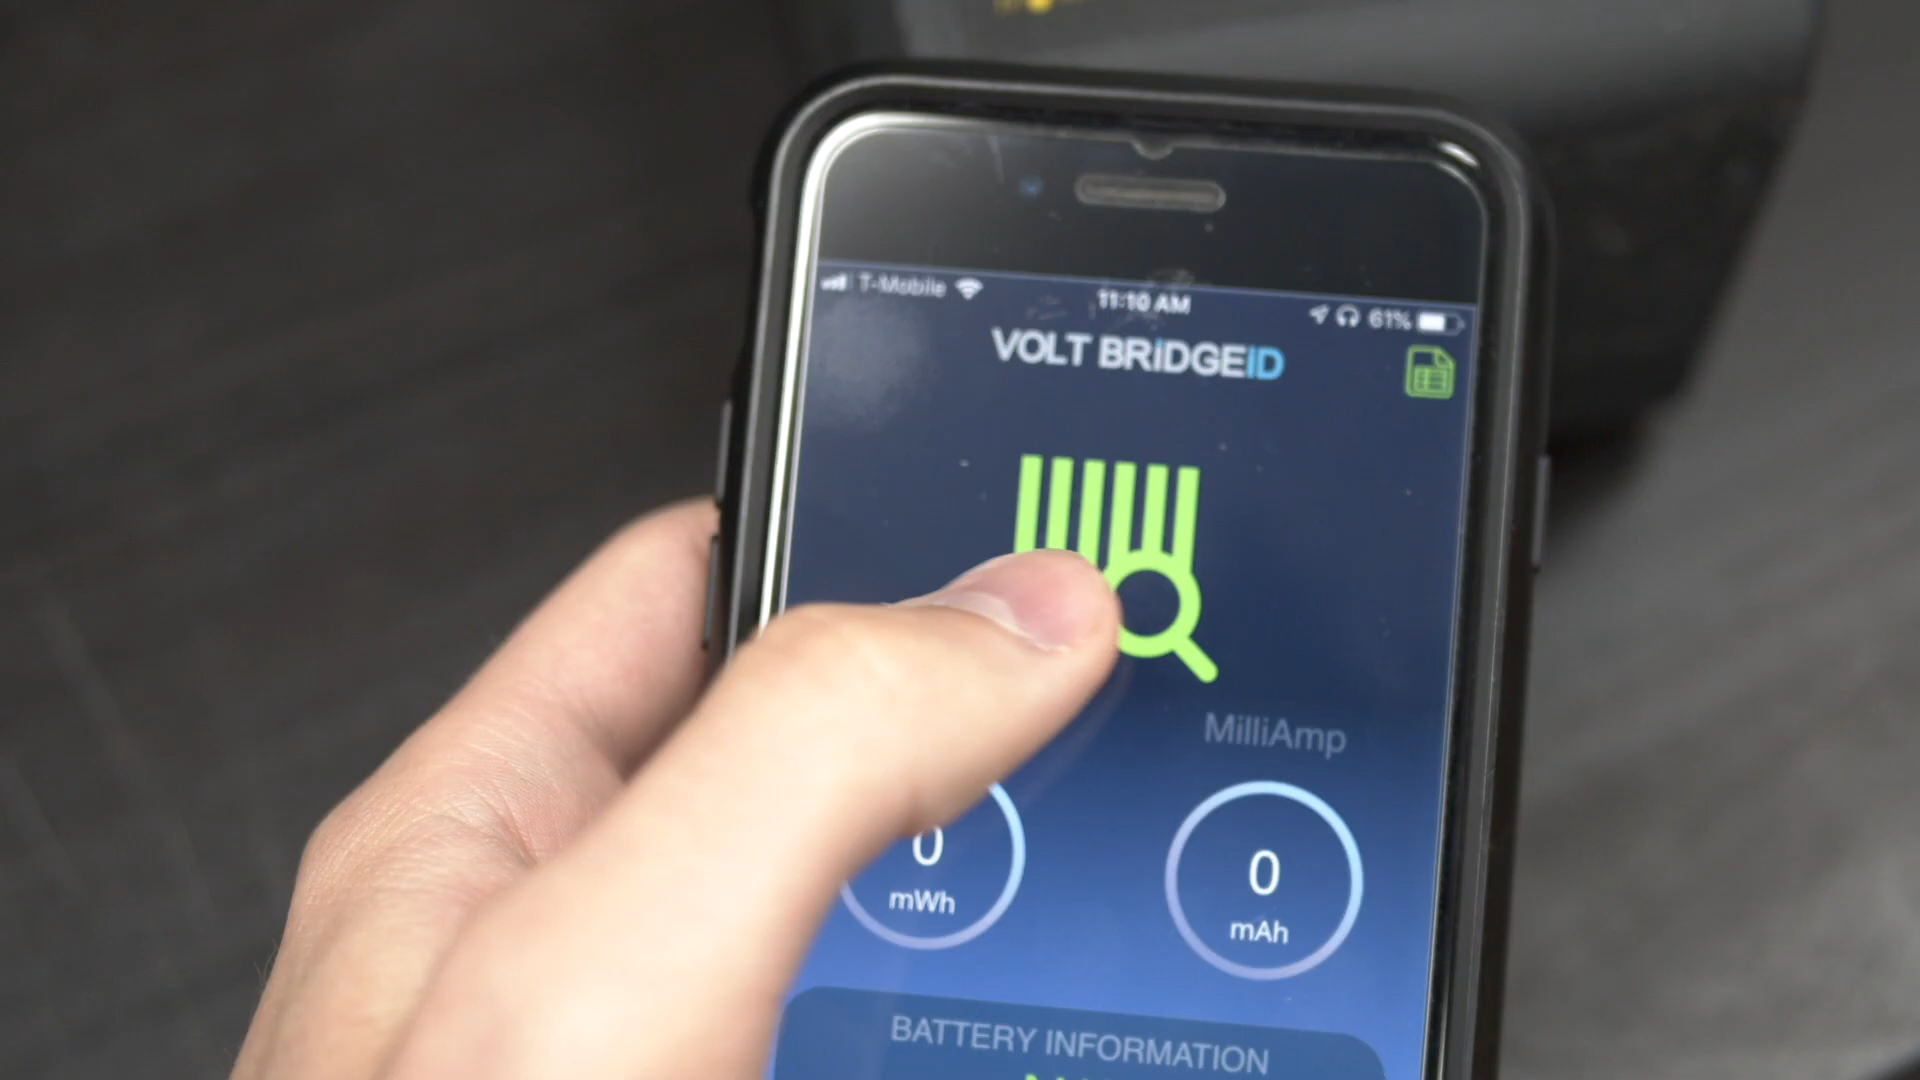 T-Mobile 11:10 AM 61%
VOLT BRiDGEiD
MilliAmp
0 0
mWh mAh
BATTERY INFORMATION